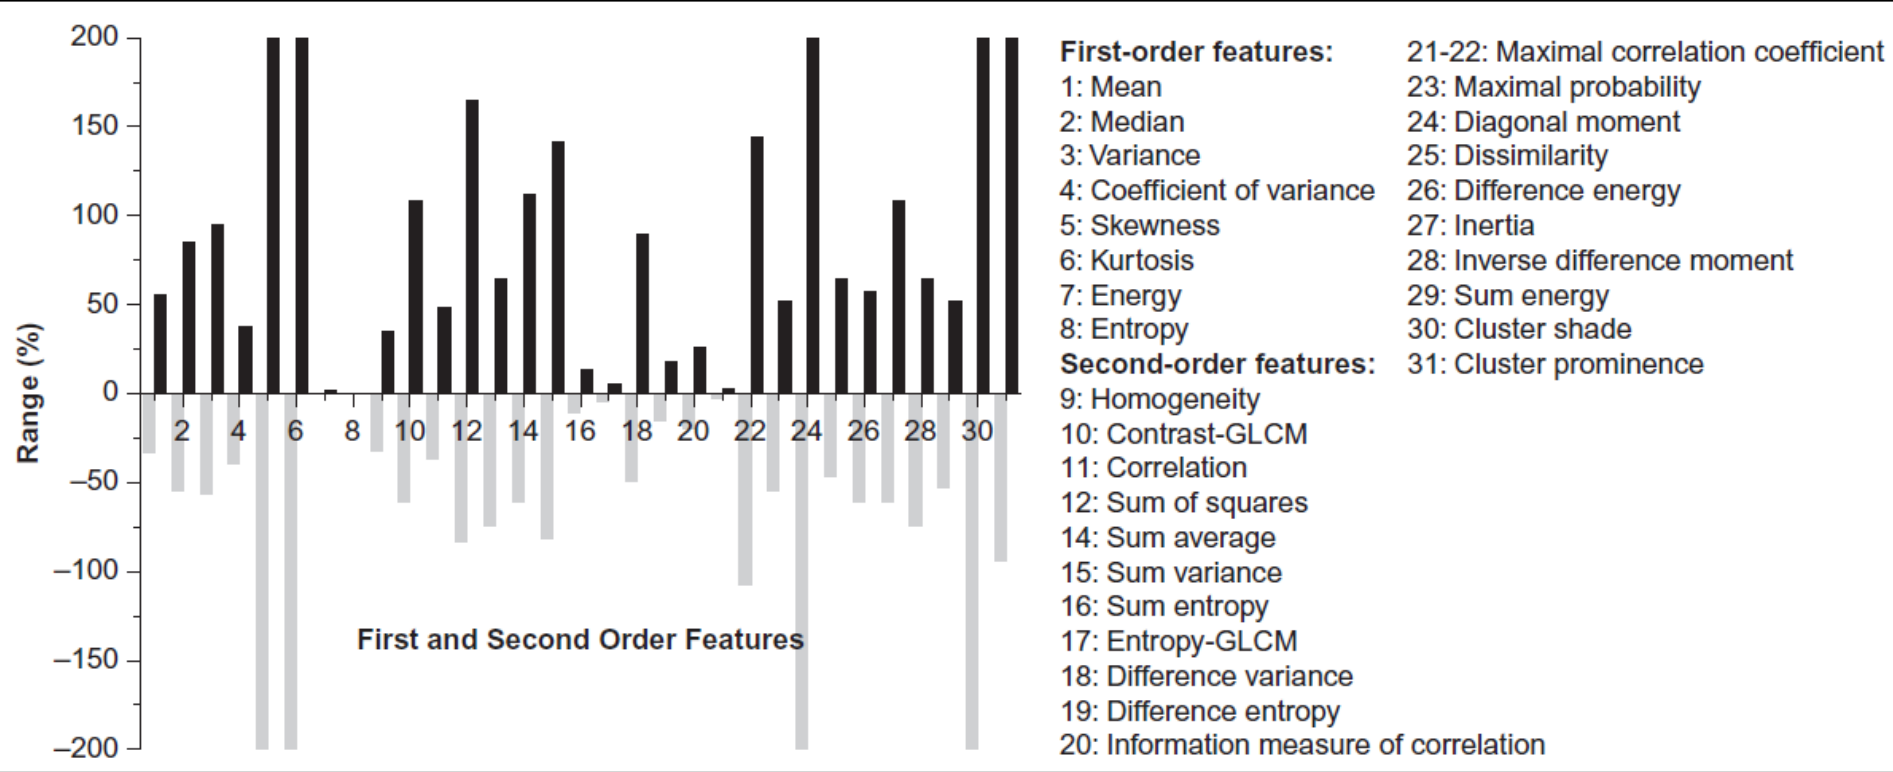 200
150
100
50
0
–50
–100
–150
–200
Range (%)
2 4 6 8 10 12 14 16 18 20 22 24 26 28 30
First and Second Order Features
First-order features:
1: Mean
2: Median
3: Variance
4: Coefficient of variance
5: Skewness
6: Kurtosis
7: Energy
8: Entropy
Second-order features:
9: Homogeneity
10: Contrast-GLCM
11: Correlation
12: Sum of squares
14: Sum average
15: Sum variance
16: Sum entropy
17: Entropy-GLCM
18: Difference variance
19: Difference entropy
20: Information measure of correlation
21-22: Maximal correlation coefficient
23: Maximal probability
24: Diagonal moment
25: Dissimilarity
26: Difference energy
27: Inertia
28: Inverse difference moment
29: Sum energy
30: Cluster shade
31: Cluster prominence